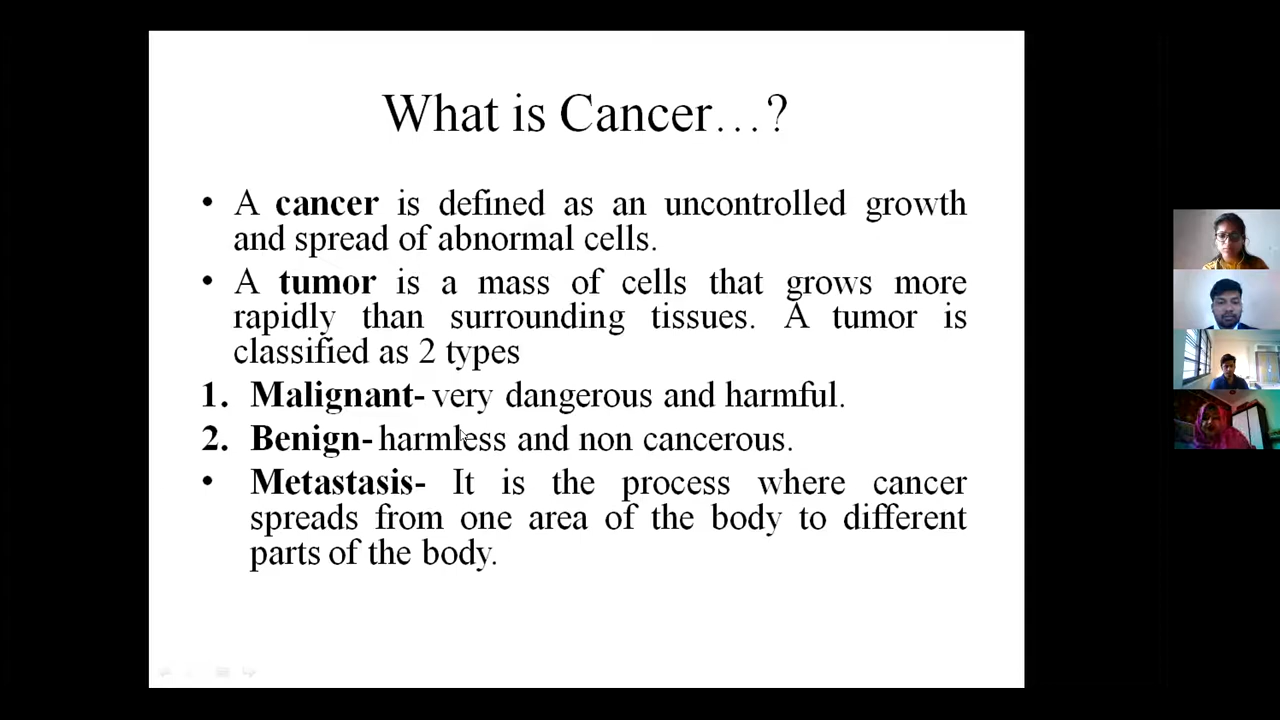 What is Cancer…?
• A cancer is defined as an uncontrolled growth
and spread of abnormal cells.
• A tumor is a mass of cells that grows more
rapidly than surrounding tissues. A tumor is
classified as 2 types
1. Malignant- very dangerous and harmful.
2. Benign- harmless and non cancerous.
• Metastasis- It is the process where cancer
spreads from one area of the body to different
parts of the body.